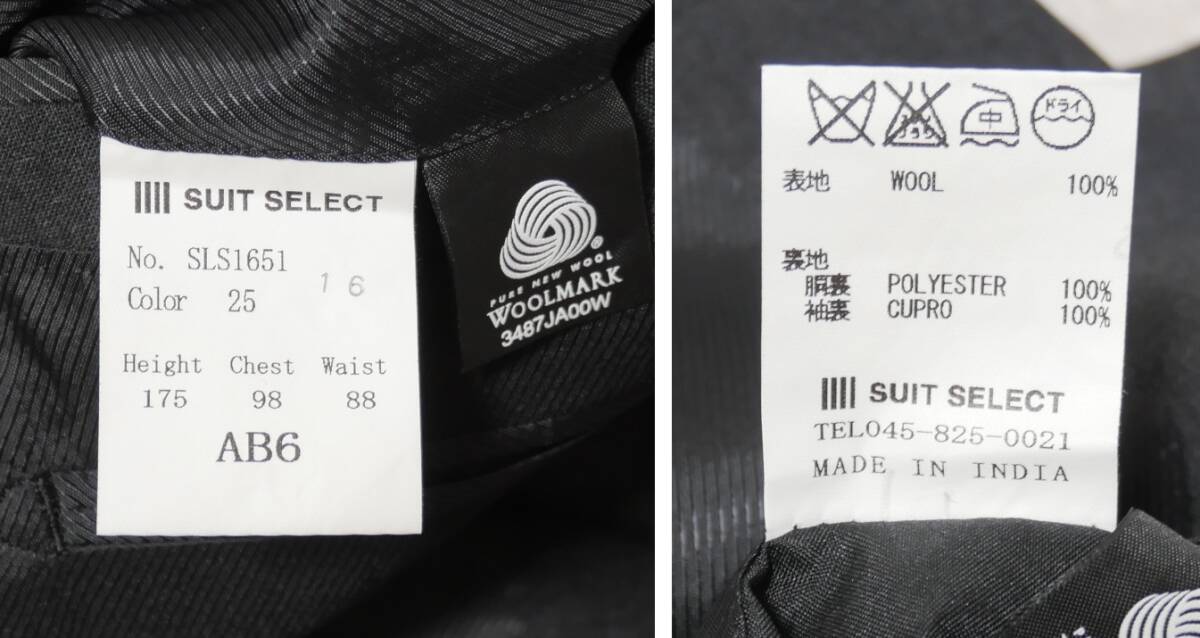 SUIT SELECT
No. SLS1651
Color 25
16
Height Chest Waist
175 98 88
AB6
PURE NEW WOOL
WOOLMARK
3487JA00W
中
ドライ
表地 WOOL 100%
裏地
胴裏 POLYESTER 100%
袖裏 CUPRO 100%
SUIT SELECT
TEL045-825-0021
MADE IN INDIA